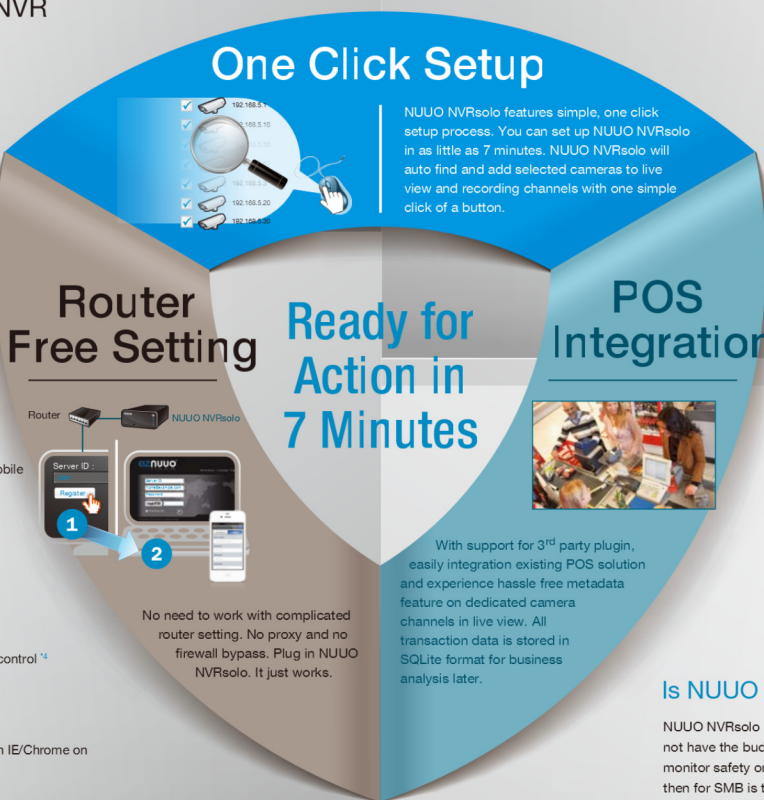 NVR
One Click Setup
192.168.5.1
192.168.5.10
192.168.5.20
NUUO NVRsolo features simple, one click
setup process. You can set up NUUO NVRsolo
in as little as 7 minutes. NUUO NVRsolo will
auto find and add selected cameras to live
view and recording channels with one simple
click of a button.
Router
Free Setting
Router
NUUO NVRsolo
Server ID :
Register
1
2
eznuuo
Server ID
No need to work with complicated
router setting. No proxy and no
firewall bypass. Plug in NUUO
NVRsolo. It just works.
Ready for
Action in
7 Minutes
POS
Integration
With support for 3rd party plugin,
easily integration existing POS solution
and experience hassle free metadata
feature on dedicated camera
channels in live view. All
transaction data is stored in
SQLite format for business
analysis later.
obile
control *4
n IE/Chrome on
Is NUUO
NUUO NVRsolo
not have the bud
monitor safety or
then for SMB is t